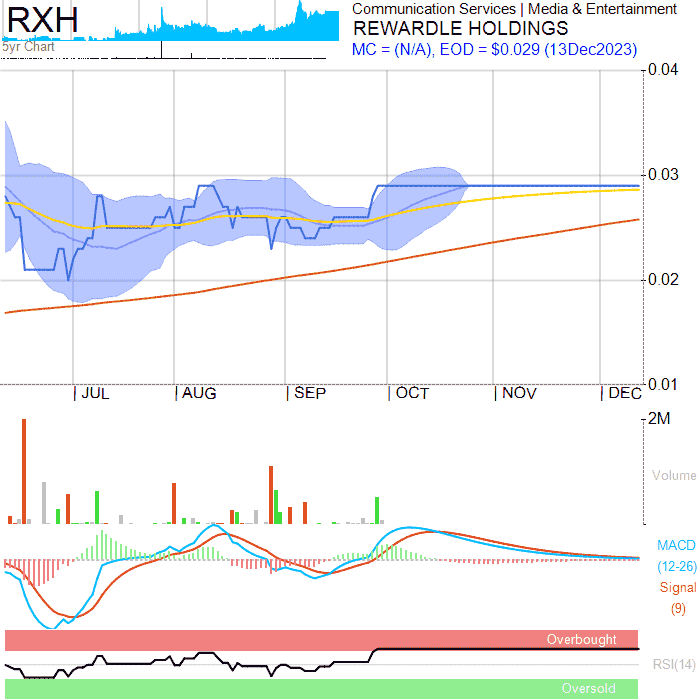 RXH
5yr Chart
Communication Services | Media & Entertainment
REWARDLE HOLDINGS
MC = (N/A), EOD = $0.029 (13Dec2023)
0.04
0.03
0.02
0.01
JUL AUG SEP OCT NOV DEC
2M
Volume
MACD
(12-26)
Signal
(9)
Overbought
RSI(14)
Oversold